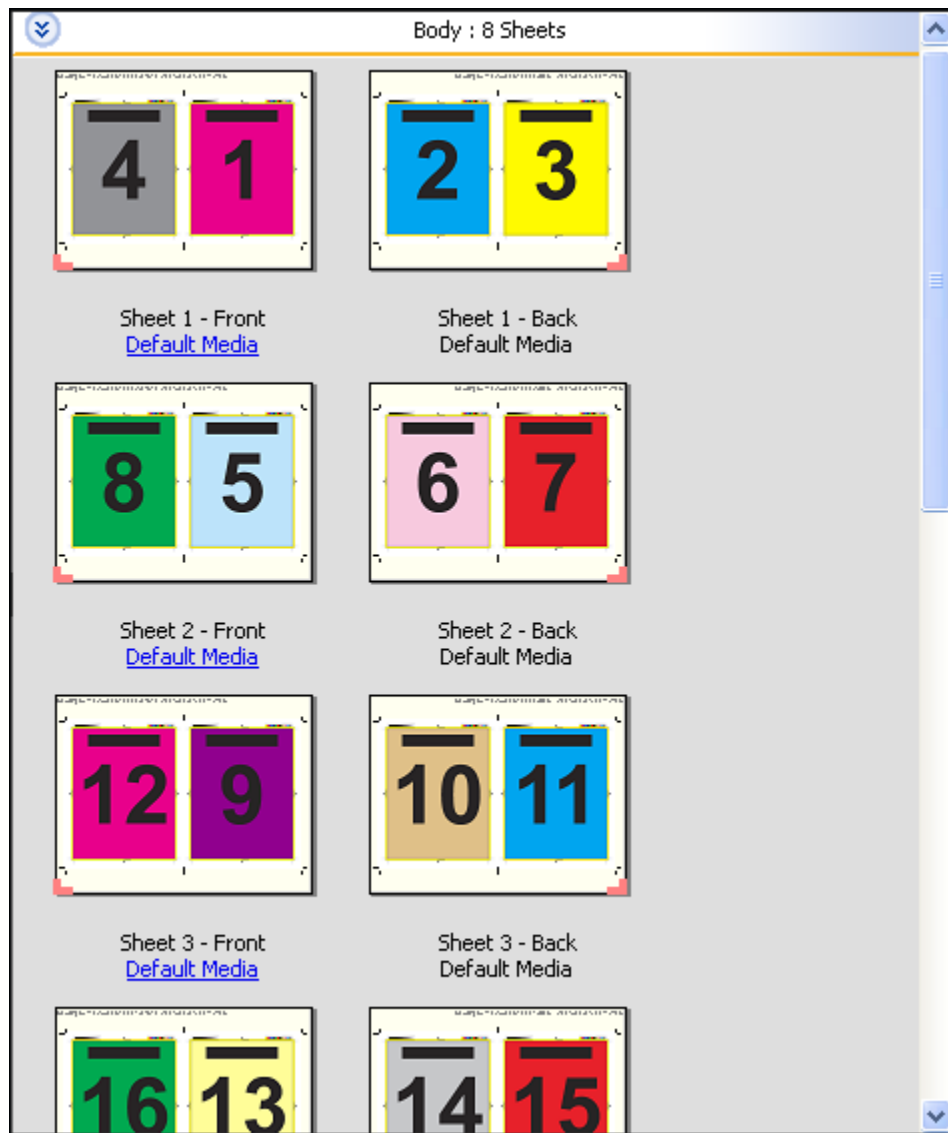 Body : 8 Sheets
4 1 2 3
Sheet 1 - Front Sheet 1 - Back
Default Media Default Media
8 5 6 7
Sheet 2 - Front Sheet 2 - Back
Default Media Default Media
12 9 10 11
Sheet 3 - Front Sheet 3 - Back
Default Media Default Media
16 13 14 15